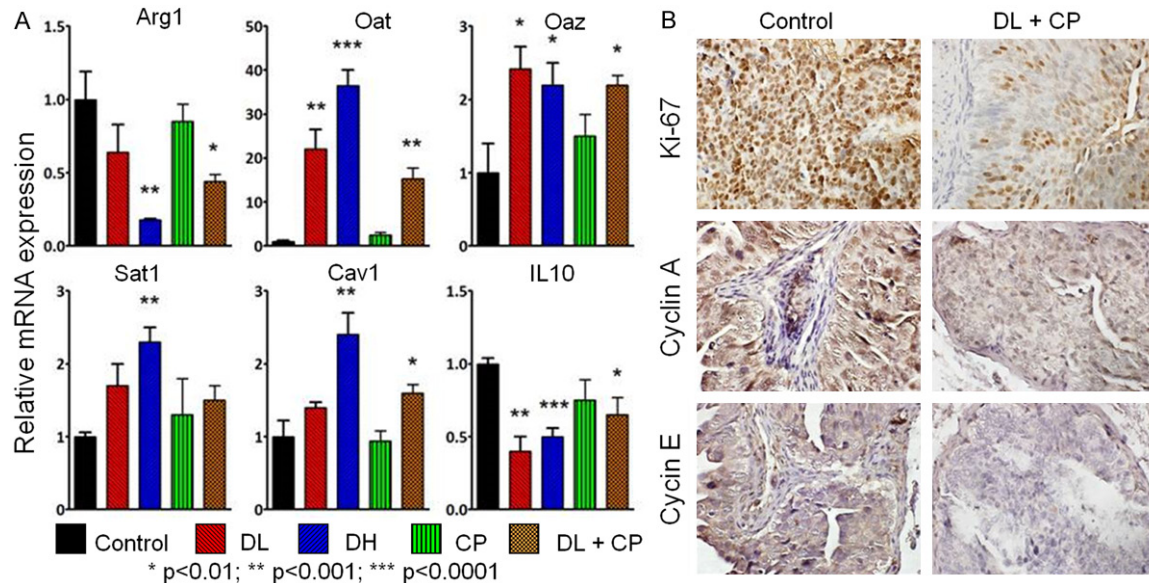 A
Arg1
Oat
Oaz
Relative mRNA expression
1.0
0.5
0.0
50
40
30
20
10
0
***
**
**
3
2
1
0
*
*
*
**
*
Sat1
Cav1
IL10
3
2
1
0
**
3
2
1
0
**
*
1.5
1.0
0.5
0.0
**
***
*
Control DL DH CP DL + CP
* p<0.01; ** p<0.001; *** p<0.0001
B
Control DL + CP
Ki-67
Cyclin A
Cycin E